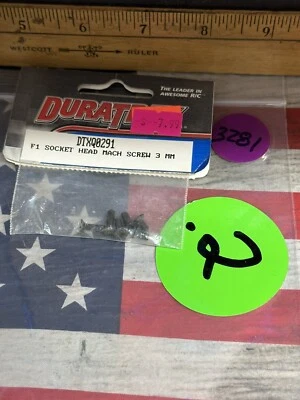 5 6 7 8 9
WESTCOTT RULER
THE LEADER IN
AWESOME R/C
DTXQ0291
F1 SOCKET HEAD MACH SCREW 3 MM
3281